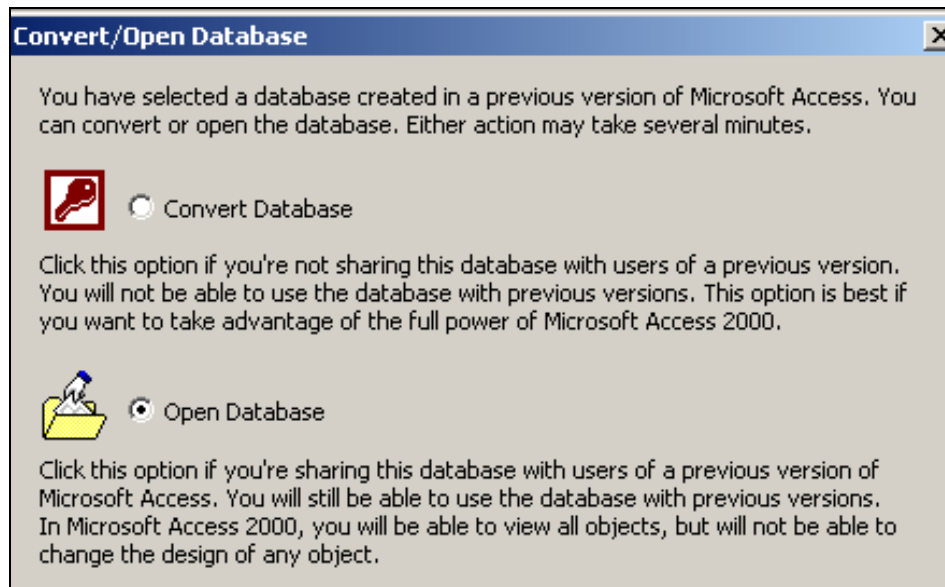 Convert/Open Database
You have selected a database created in a previous version of Microsoft Access. You
can convert or open the database. Either action may take several minutes.
Convert Database
Click this option if you're not sharing this database with users of a previous version.
You will not be able to use the database with previous versions. This option is best if
you want to take advantage of the full power of Microsoft Access 2000.
Open Database
Click this option if you're sharing this database with users of a previous version of
Microsoft Access. You will still be able to use the database with previous versions.
In Microsoft Access 2000, you will be able to view all objects, but will not be able to
change the design of any object.